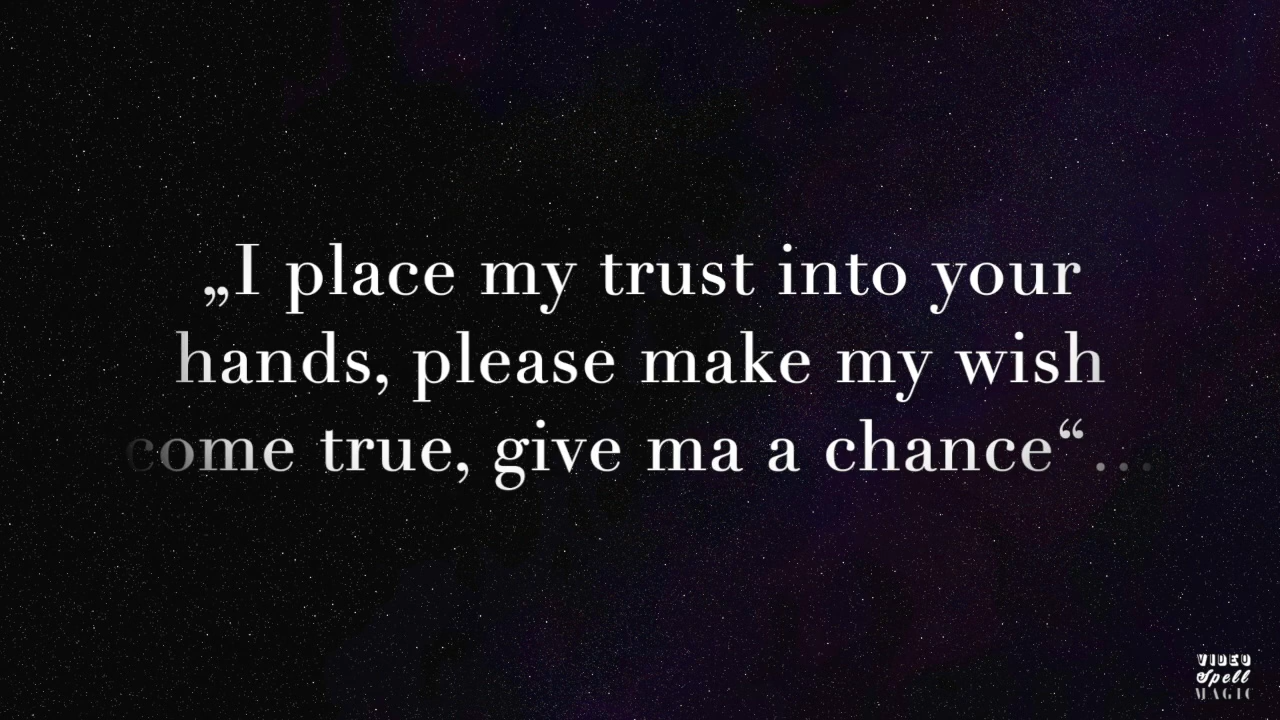 „I place my trust into your
hands, please make my wish
come true, give ma a chance“...
VIDEO
Spell
MAGIC